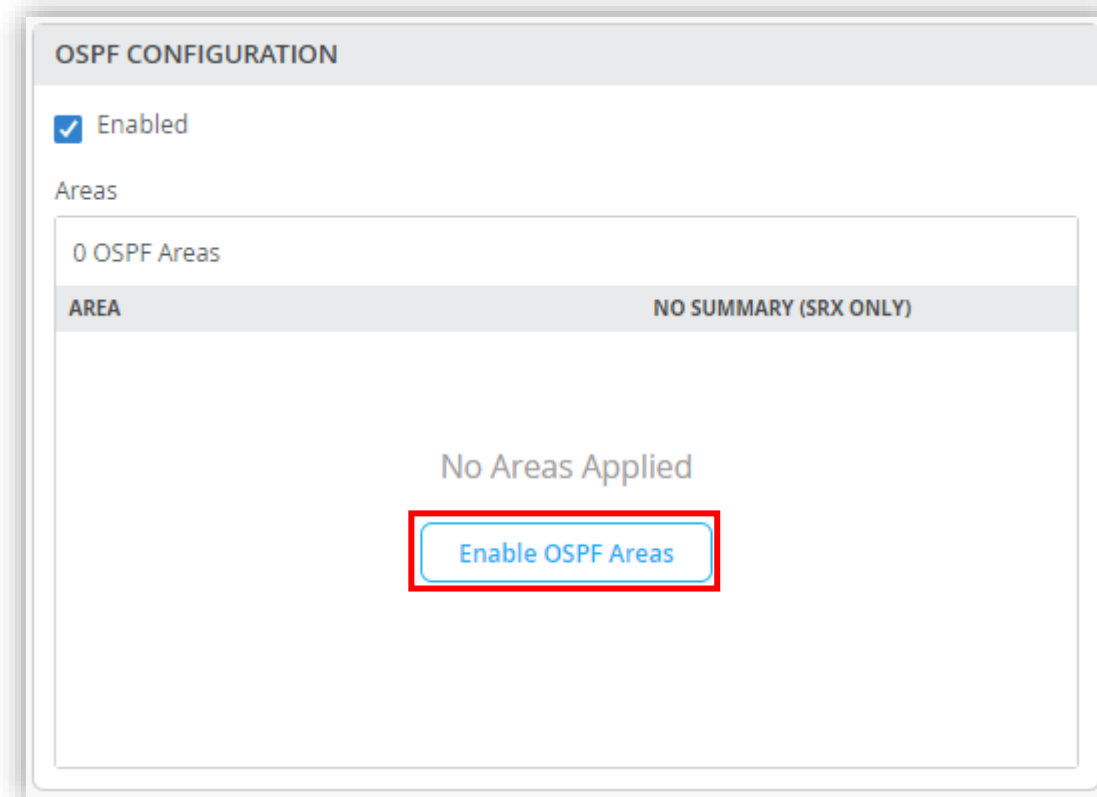 OSPF CONFIGURATION
Enabled
Areas
0 OSPF Areas
AREA NO SUMMARY (SRX ONLY)
No Areas Applied
Enable OSPF Areas